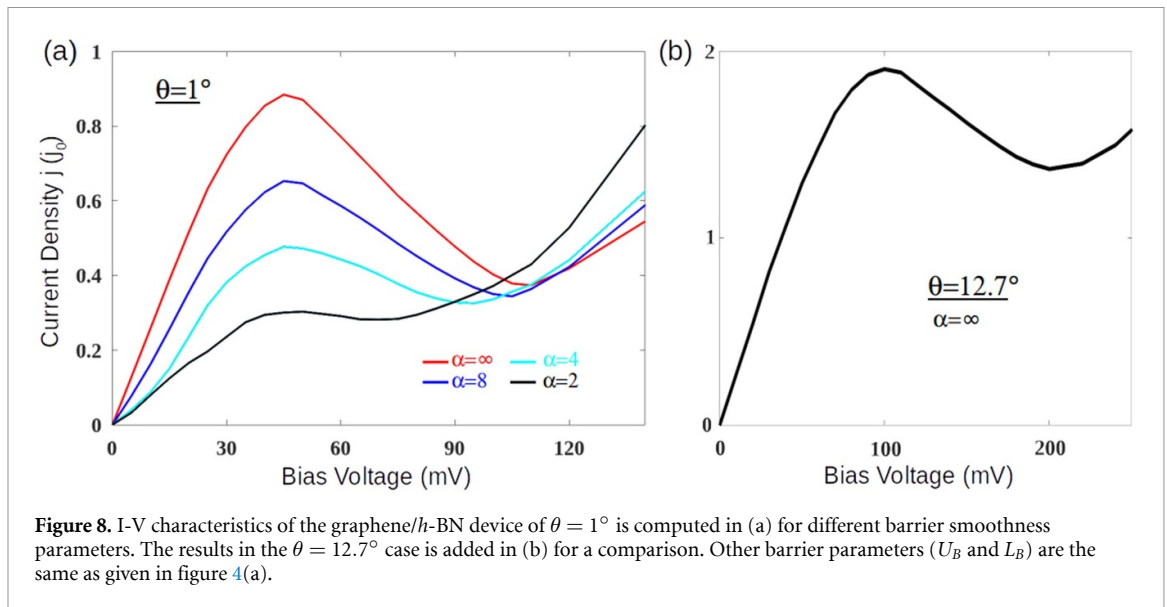 (a)
1
0.8
0.6
0.4
0.2
0
Current Density j (j₀)
θ=1°
α=∞ α=4
α=8 α=2
0 30 60 90 120
Bias Voltage (mV)
(b)
2
1
0
θ=12.7°
α=∞
0 100 200
Bias Voltage (mV)
Figure 8. I-V characteristics of the graphene/h-BN device of θ = 1° is computed in (a) for different barrier smoothness
parameters. The results in the θ = 12.7° case is added in (b) for a comparison. Other barrier parameters (U_B and L_B) are the
same as given in figure 4(a).